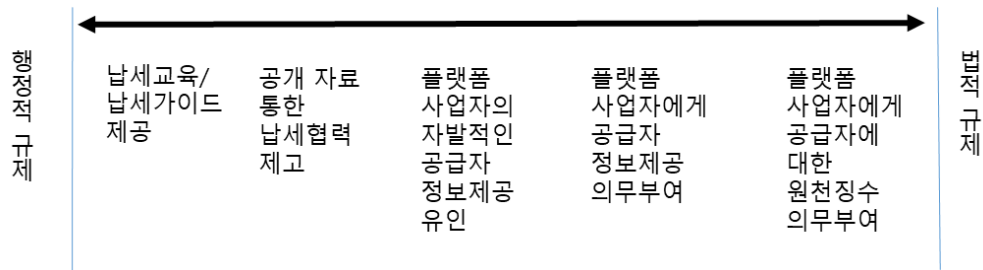 행정적 규제
납세교육/
납세가이드
제공
공개 자료
통한
납세협력
제고
플랫폼
사업자의
자발적인
공급자
정보제공
유인
플랫폼
사업자에게
공급자
정보제공
의무부여
플랫폼
사업자에게
공급자에
대한
원천징수
의무부여
법적 규제